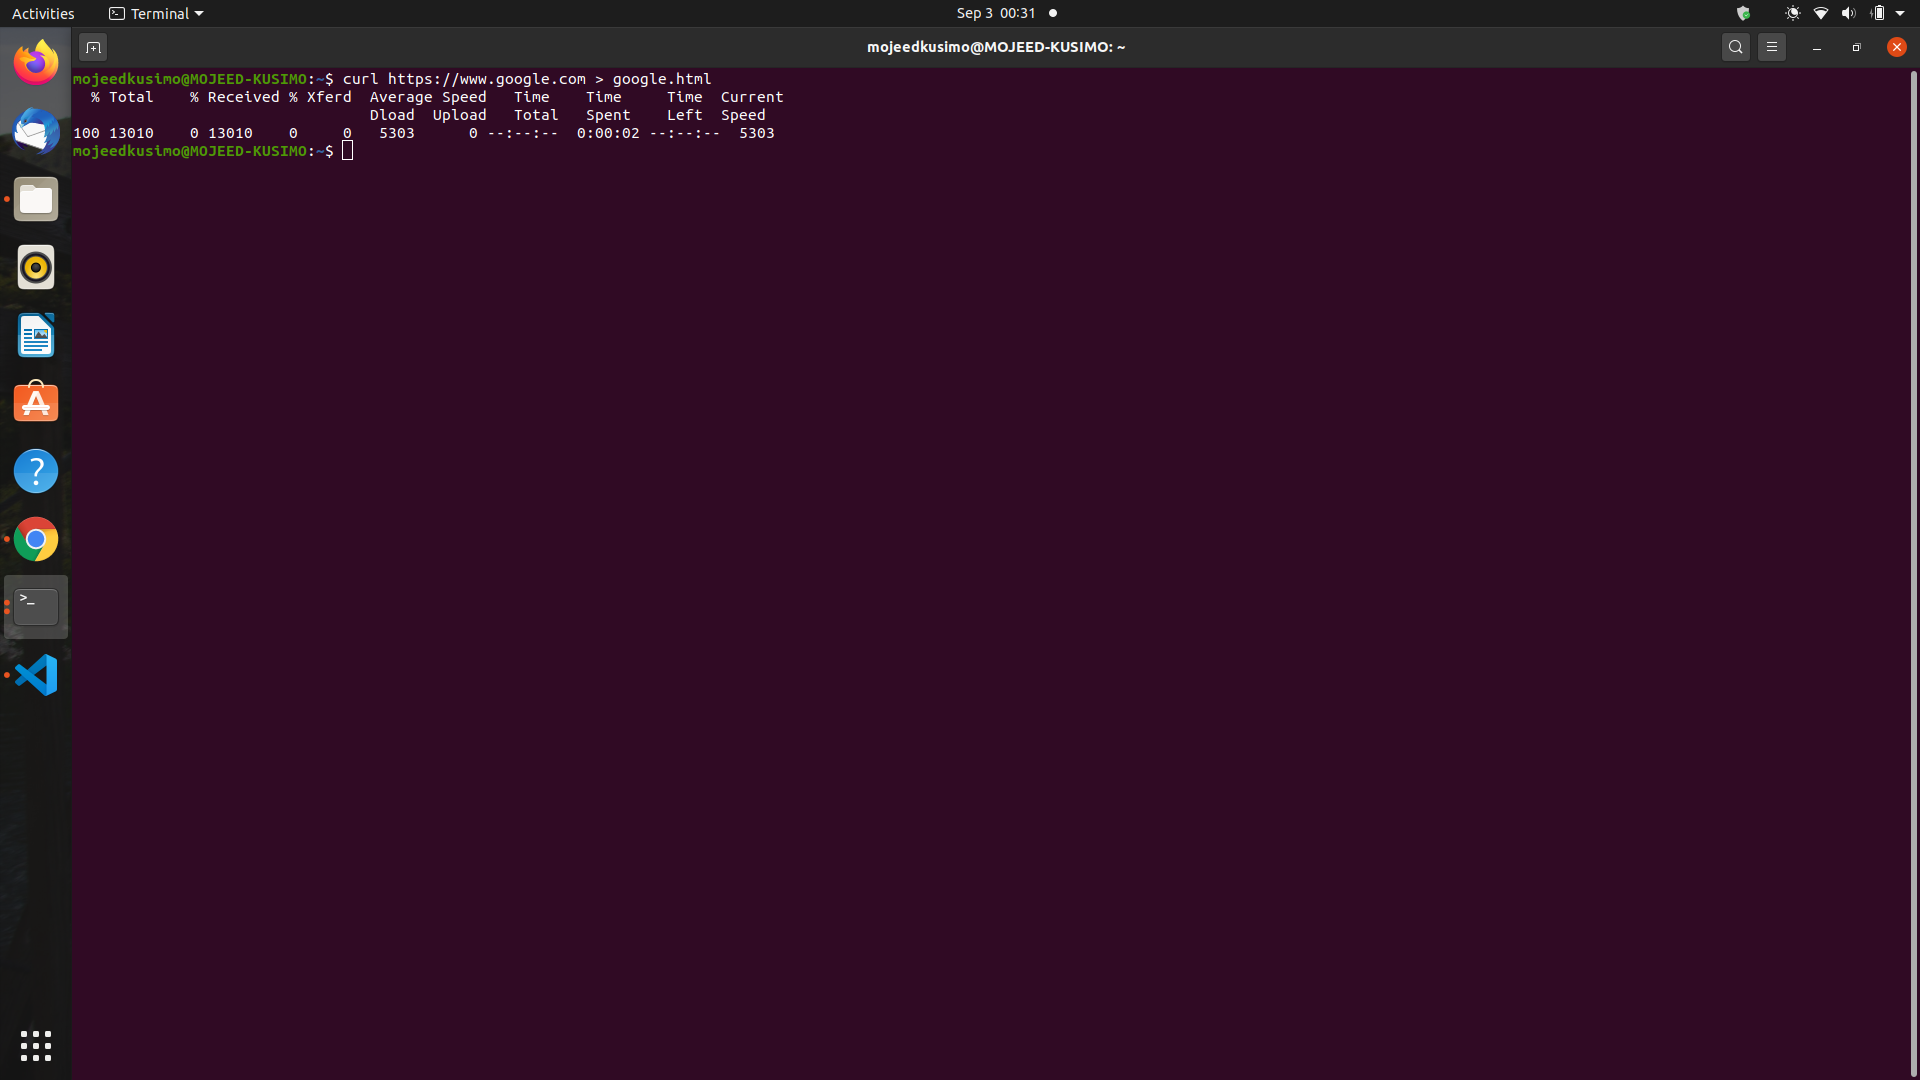 Activities Terminal Sep 3 00:31
mojeedkusimo@MOJEED-KUSIMO: ~
mojeedkusimo@MOJEED-KUSIMO:~$ curl https://www.google.com > google.html
% Total % Received % Xferd Average Speed Time Time Time Current
Dload Upload Total Spent Left Speed
100 13010 0 13010 0 0 5303 0 --:--:-- 0:00:02 --:--:-- 5303
mojeedkusimo@MOJEED-KUSIMO:~$